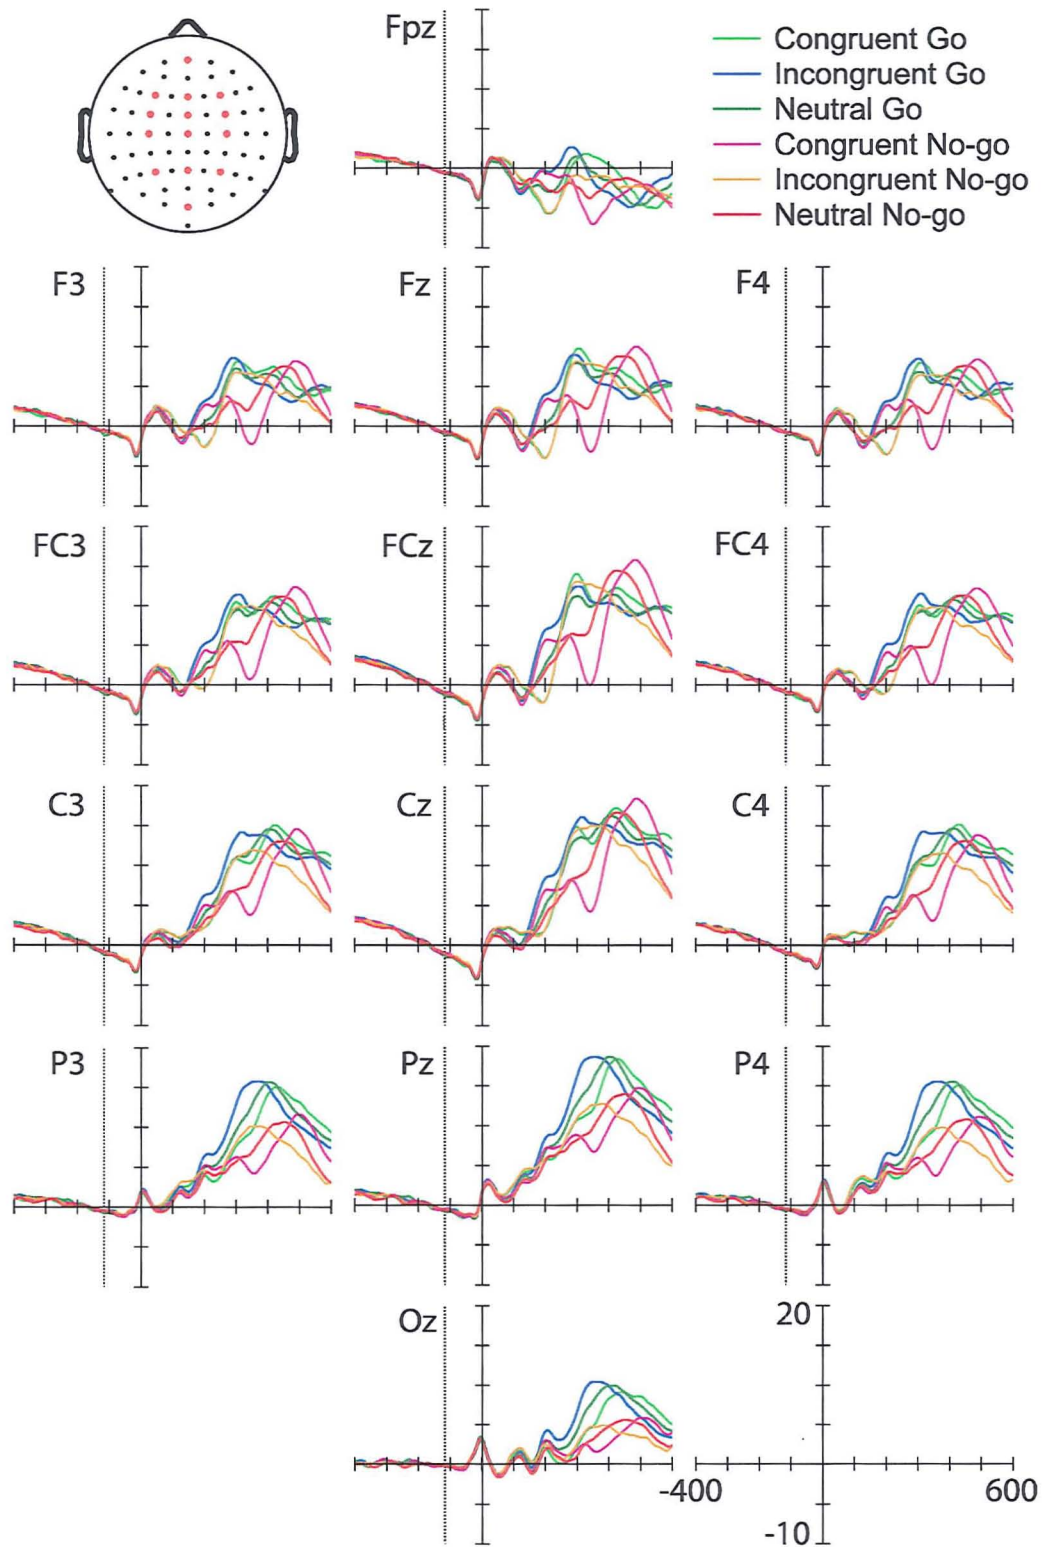 Fpz
Congruent Go
Incongruent Go
Neutral Go
Congruent No-go
Incongruent No-go
Neutral No-go
F3
Fz
F4
FC3
FCz
FC4
C3
Cz
C4
P3
Pz
P4
Oz
20
-400
600
-10